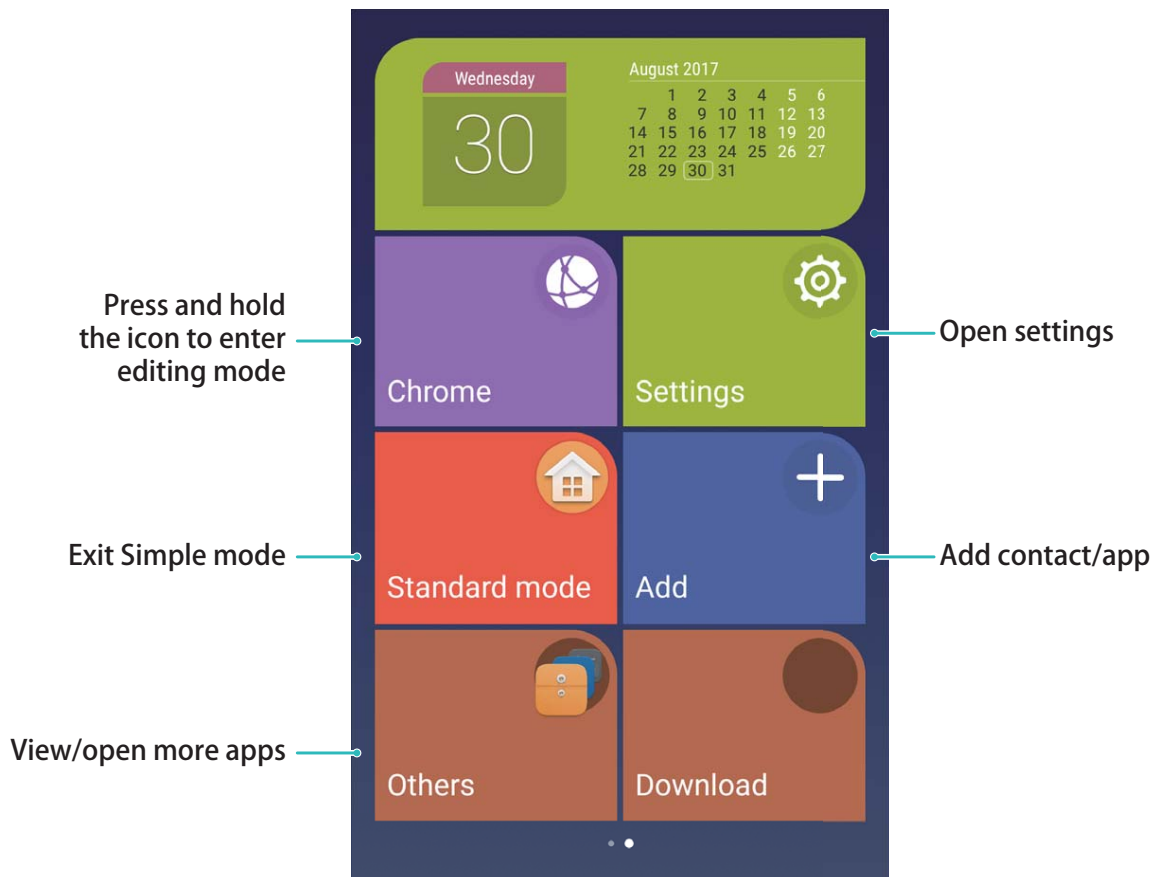 Wednesday
30
August 2017
1 2 3 4 5 6
7 8 9 10 11 12 13
14 15 16 17 18 19 20
21 22 23 24 25 26 27
28 29 30 31
Press and hold
the icon to enter
editing mode
Chrome
Settings
Open settings
Exit Simple mode
Standard mode
Add
Add contact/app
View/open more apps
Others
Download